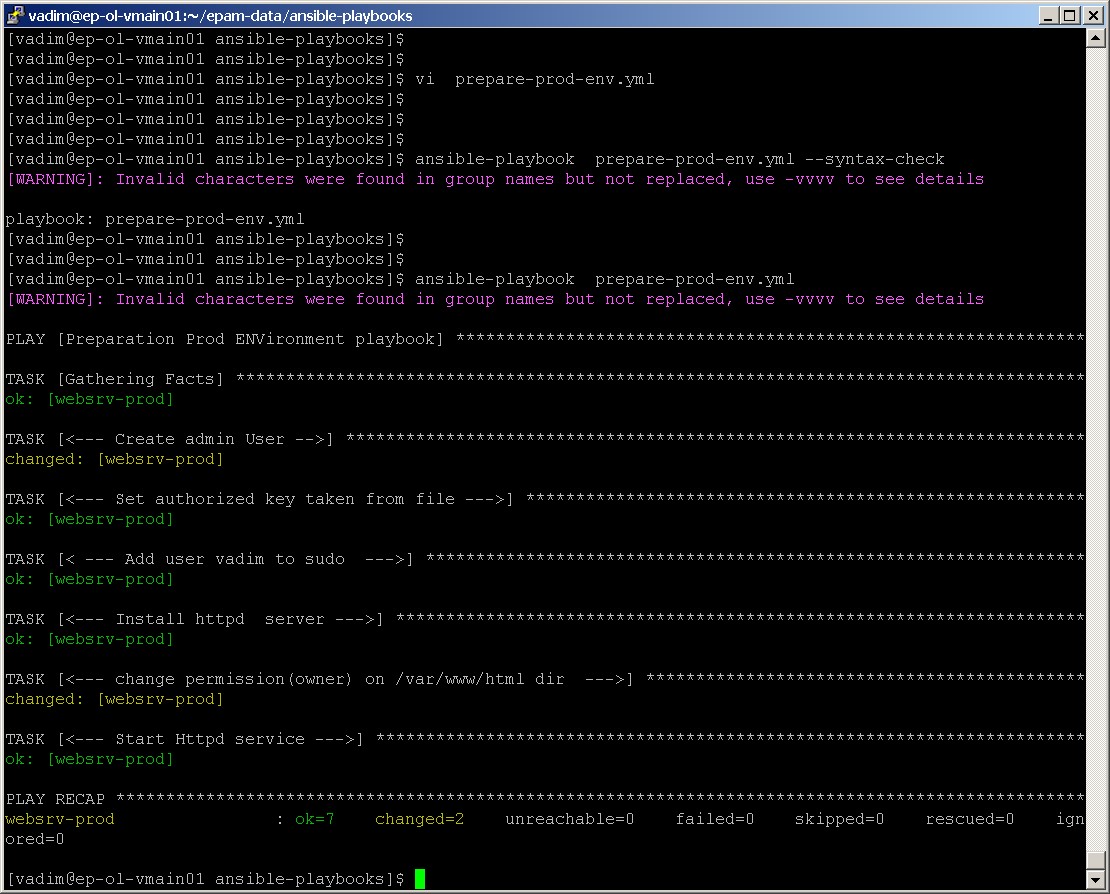 vadim@ep-ol-vmain01:~/epam-data/ansible-playbooks
[vadim@ep-ol-vmain01 ansible-playbooks]$
[vadim@ep-ol-vmain01 ansible-playbooks]$
[vadim@ep-ol-vmain01 ansible-playbooks]$ vi  prepare-prod-env.yml
[vadim@ep-ol-vmain01 ansible-playbooks]$
[vadim@ep-ol-vmain01 ansible-playbooks]$
[vadim@ep-ol-vmain01 ansible-playbooks]$
[vadim@ep-ol-vmain01 ansible-playbooks]$ ansible-playbook  prepare-prod-env.yml --syntax-check
[WARNING]: Invalid characters were found in group names but not replaced, use -vvvv to see details
playbook: prepare-prod-env.yml
[vadim@ep-ol-vmain01 ansible-playbooks]$
[vadim@ep-ol-vmain01 ansible-playbooks]$
[vadim@ep-ol-vmain01 ansible-playbooks]$ ansible-playbook  prepare-prod-env.yml
[WARNING]: Invalid characters were found in group names but not replaced, use -vvvv to see details
PLAY [Preparation Prod ENVironment playbook] ***************************************************************
TASK [Gathering Facts] *************************************************************************************
ok: [websrv-prod]
TASK [<--- Create admin User -->] **************************************************************************
changed: [websrv-prod]
TASK [<--- Set authorized key taken from file --->] ********************************************************
ok: [websrv-prod]
TASK [< --- Add user vadim to sudo  --->] ******************************************************************
ok: [websrv-prod]
TASK [<--- Install httpd  server --->] *********************************************************************
ok: [websrv-prod]
TASK [<--- change permission(owner) on /var/www/html dir  --->] ********************************************
changed: [websrv-prod]
TASK [<--- Start Httpd service --->] ***********************************************************************
ok: [websrv-prod]
PLAY RECAP *************************************************************************************************
websrv-prod                : ok=7    changed=2    unreachable=0    failed=0    skipped=0    rescued=0    ign
ored=0
[vadim@ep-ol-vmain01 ansible-playbooks]$